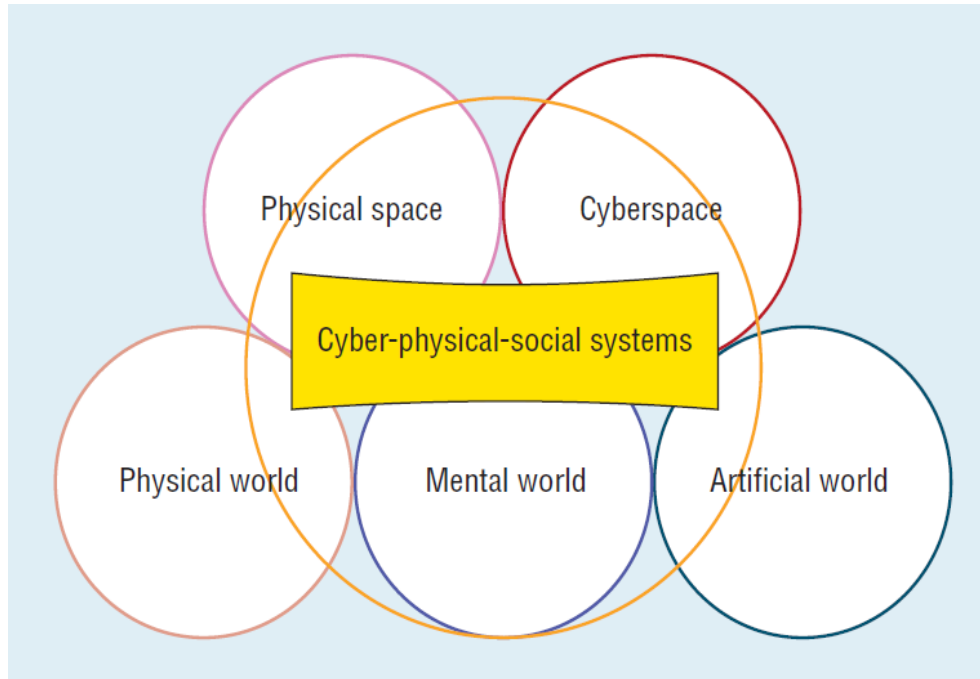 Physical space
Cyberspace
Cyber-physical-social systems
Physical world
Mental world
Artificial world